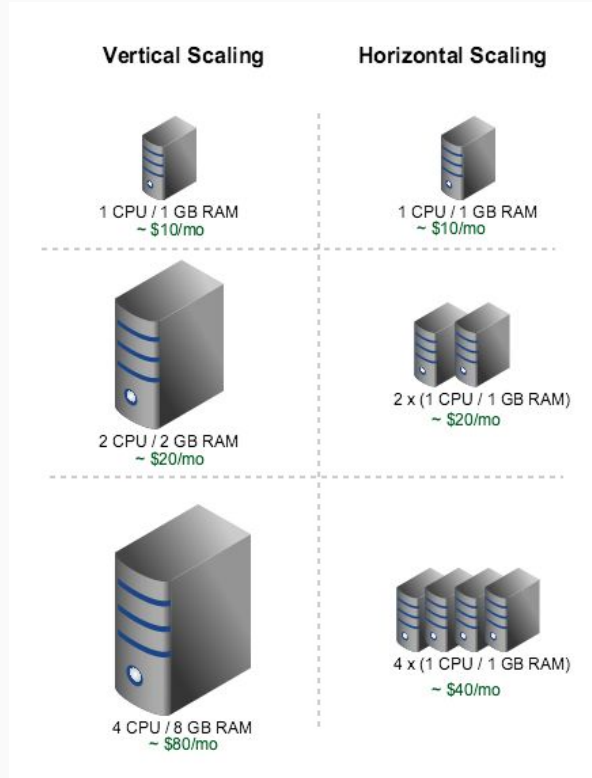 Vertical Scaling
Horizontal Scaling
1 CPU / 1 GB RAM
~ $10/mo
1 CPU / 1 GB RAM
~ $10/mo
2 CPU / 2 GB RAM
~ $20/mo
2 x (1 CPU / 1 GB RAM)
~ $20/mo
4 CPU / 8 GB RAM
~ $80/mo
4 x (1 CPU / 1 GB RAM)
~ $40/mo